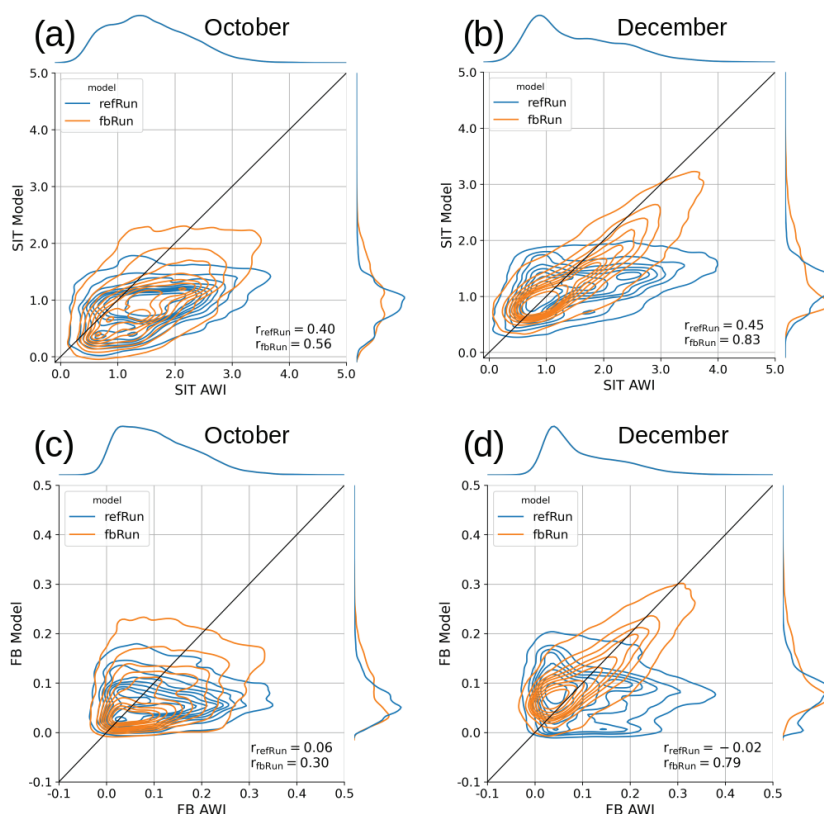 (a) October
5.0
4.0
3.0
2.0
1.0
0.0
SIT Model
model
refRun
fbRun
r_refRun = 0.40
r_fbRun = 0.56
0.0 1.0 2.0 3.0 4.0 5.0
SIT AWI
(b) December
5.0
4.0
3.0
2.0
1.0
0.0
SIT Model
model
refRun
fbRun
r_refRun = 0.45
r_fbRun = 0.83
0.0 1.0 2.0 3.0 4.0 5.0
SIT AWI
(c) October
0.5
0.4
0.3
0.2
0.1
0.0
-0.1
FB Model
model
refRun
fbRun
r_refRun = 0.06
r_fbRun = 0.30
-0.1 0.0 0.1 0.2 0.3 0.4 0.5
FB AWI
(d) December
0.5
0.4
0.3
0.2
0.1
0.0
-0.1
FB Model
model
refRun
fbRun
r_refRun = −0.02
r_fbRun = 0.79
-0.1 0.0 0.1 0.2 0.3 0.4 0.5
FB AWI